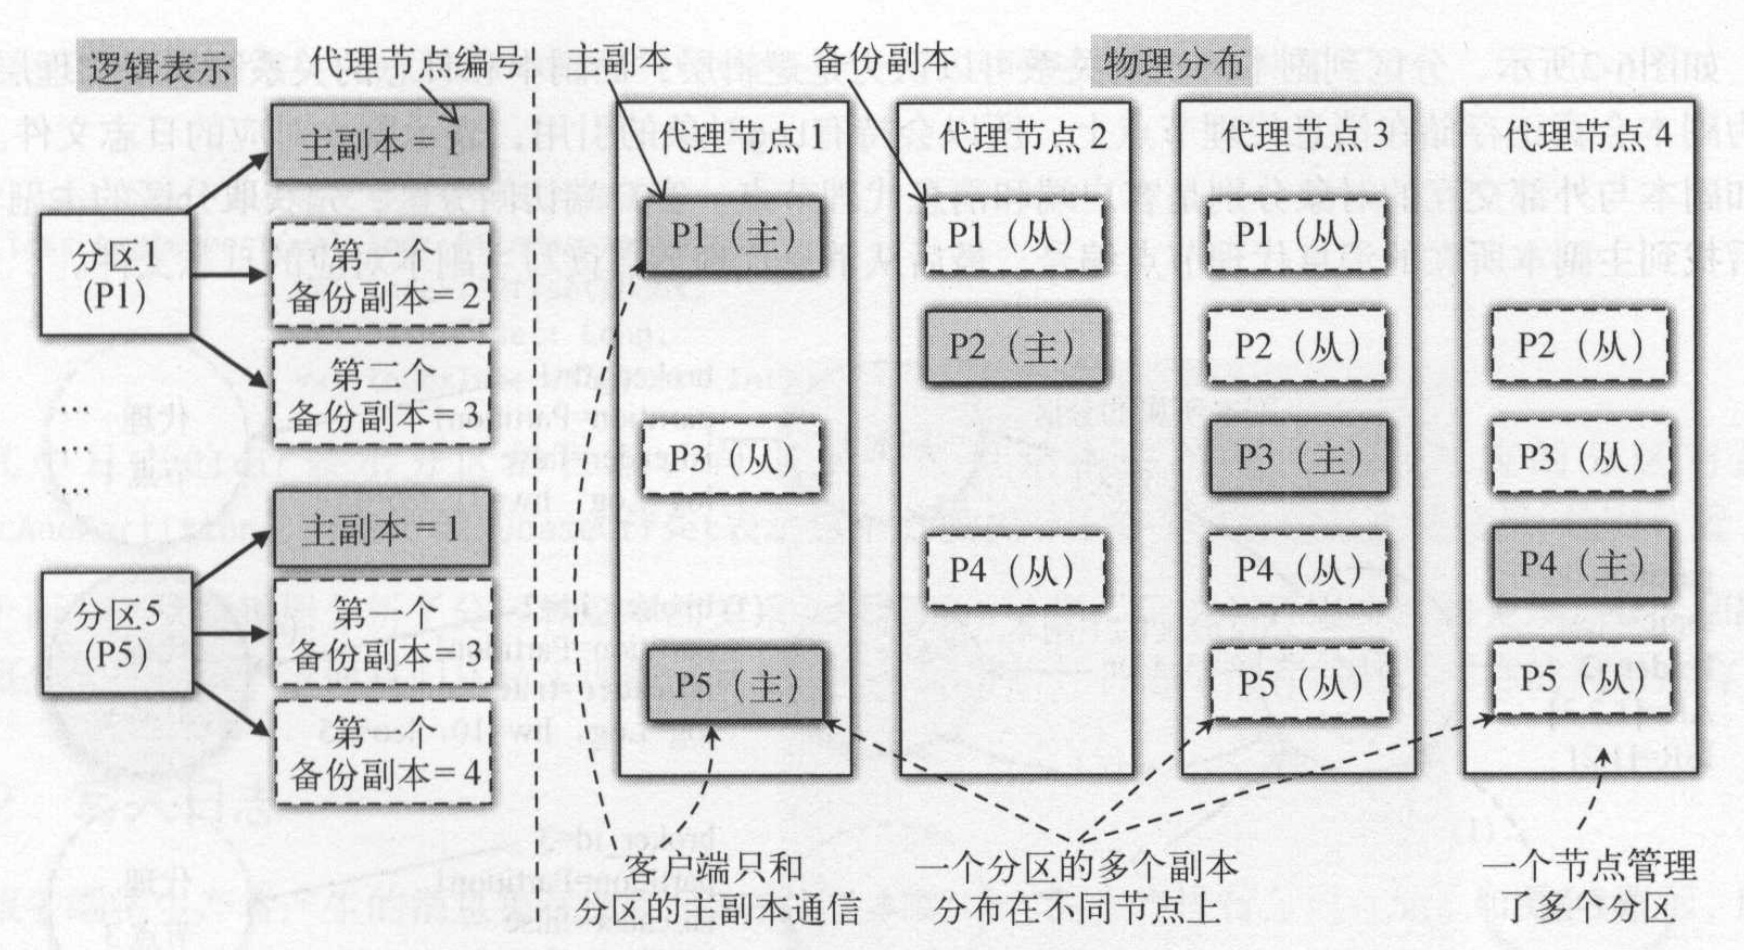 逻辑表示
代理节点编号
主副本
备份副本
物理分布
主副本=1
分区1
(P1)
第一个
备份副本=2
第二个
备份副本=3
…
…
…
主副本=1
分区5
(P5)
第一个
备份副本=3
第一个
备份副本=4
代理节点1
P1（主）
P3（从）
P5（主）
代理节点2
P1（从）
P2（主）
P4（从）
代理节点3
P1（从）
P2（从）
P3（主）
P4（从）
P5（从）
代理节点4
P2（从）
P3（从）
P4（主）
P5（从）
客户端只和
分区的主副本通信
一个分区的多个副本
分布在不同节点上
一个节点管理
了多个分区